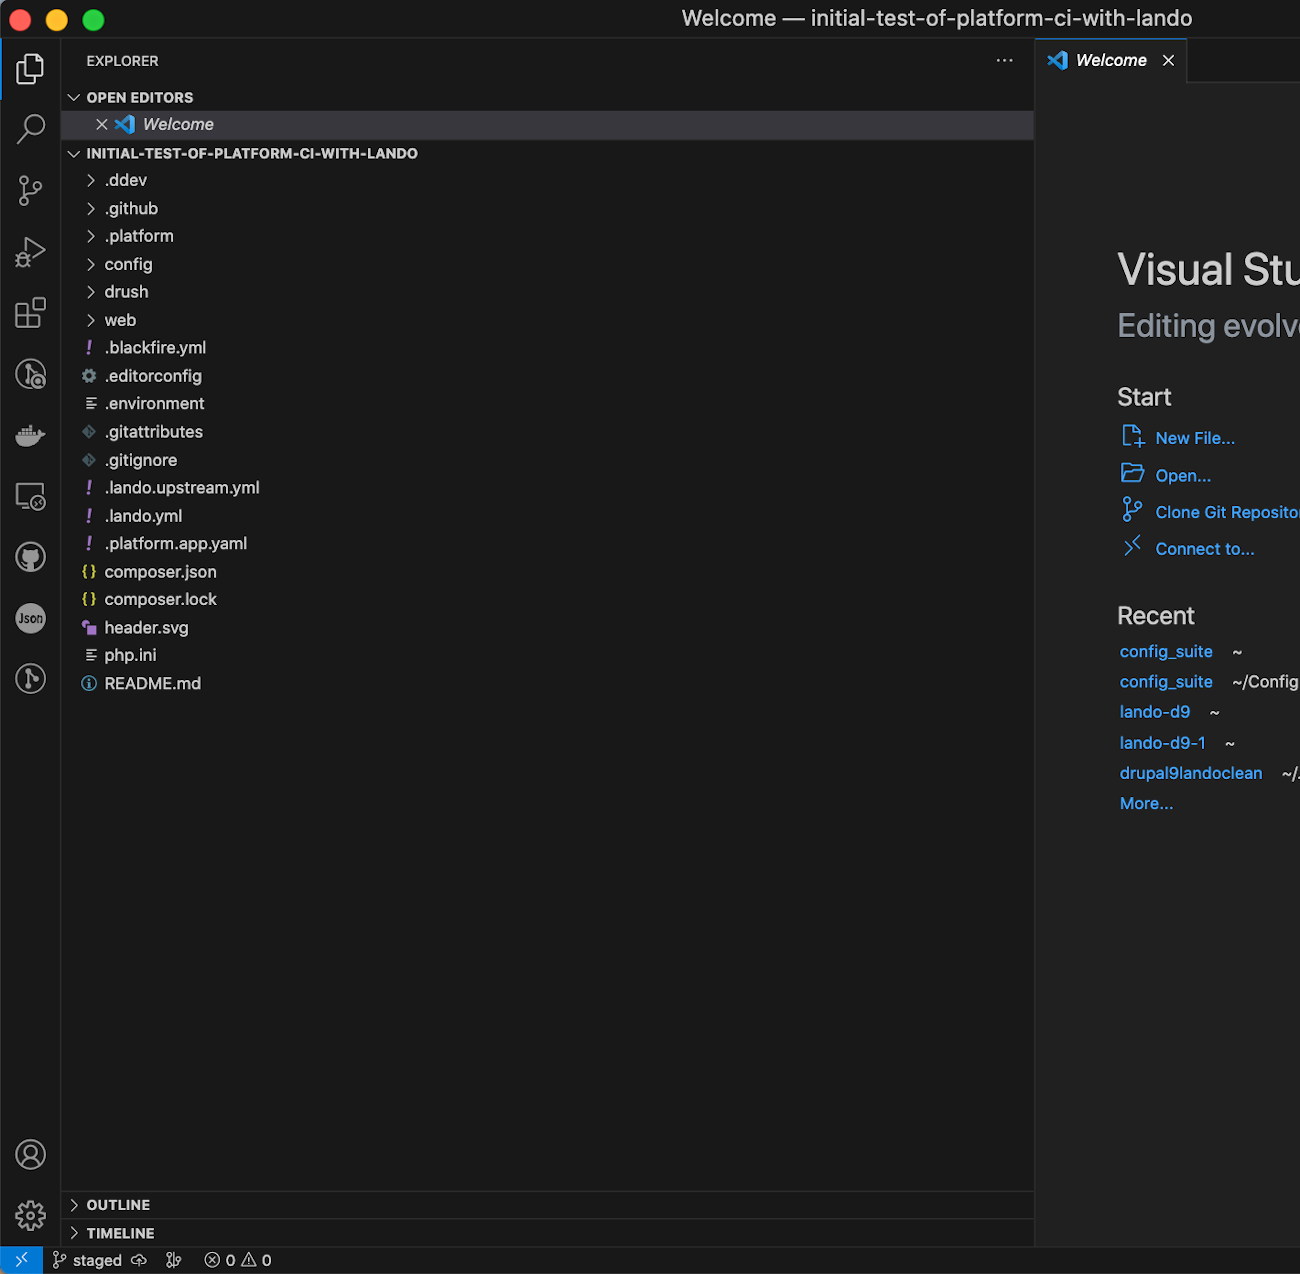 Welcome — initial-test-of-platform-ci-with-lando
EXPLORER
OPEN EDITORS
Welcome
INITIAL-TEST-OF-PLATFORM-CI-WITH-LANDO
.ddev
.github
.platform
config
drush
web
.blackfire.yml
.editorconfig
.environment
.gitattributes
.gitignore
.lando.upstream.yml
.lando.yml
.platform.app.yaml
composer.json
composer.lock
header.svg
php.ini
README.md
Json
OUTLINE
TIMELINE
staged
0 0
Welcome
Visual Stu
Editing evolv
Start
New File...
Open...
Clone Git Reposito
Connect to...
Recent
config_suite ~
config_suite ~/Config
lando-d9 ~
lando-d9-1 ~
drupal9landoclean ~/.
More...